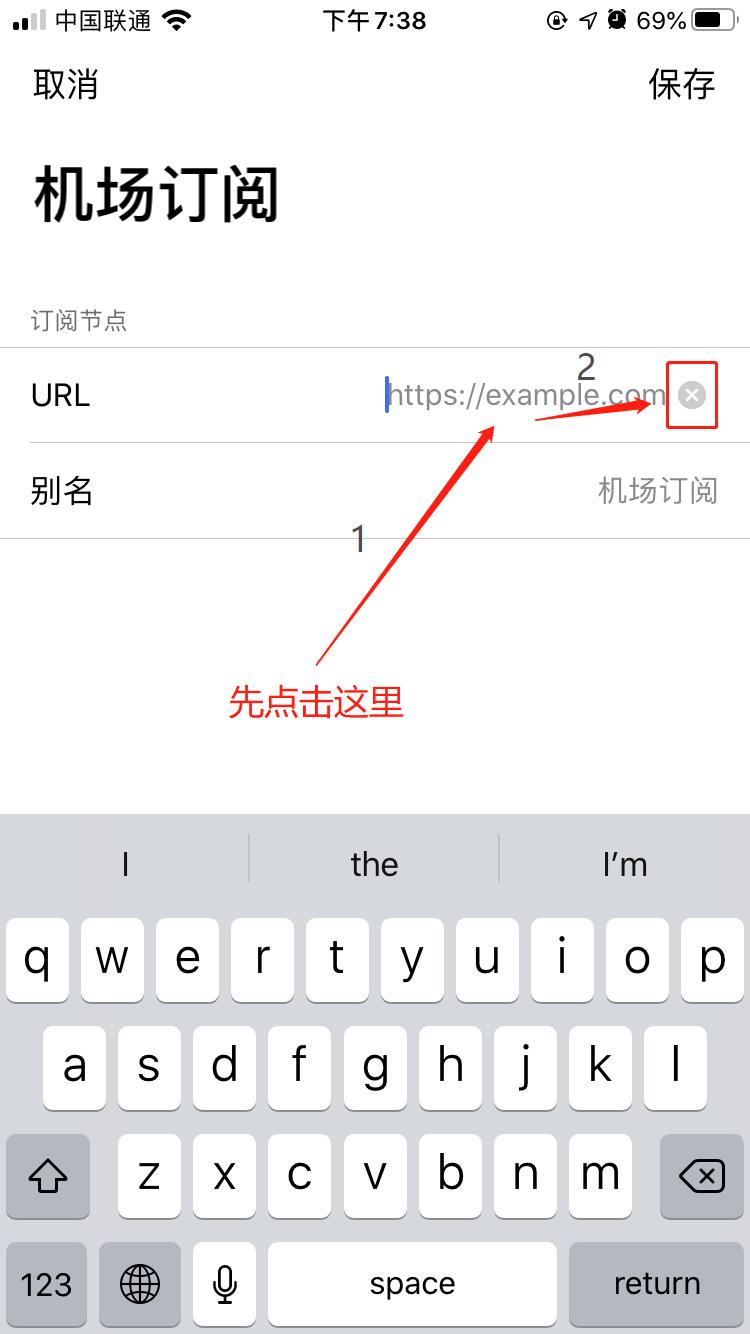 中国联通 下午7:38 69%
取消 保存
机场订阅
订阅节点
2
URL https://example.com
别名 机场订阅
1
先点击这里
I the I’m
q w e r t y u i o p
a s d f g h j k l
z x c v b n m
123 space return